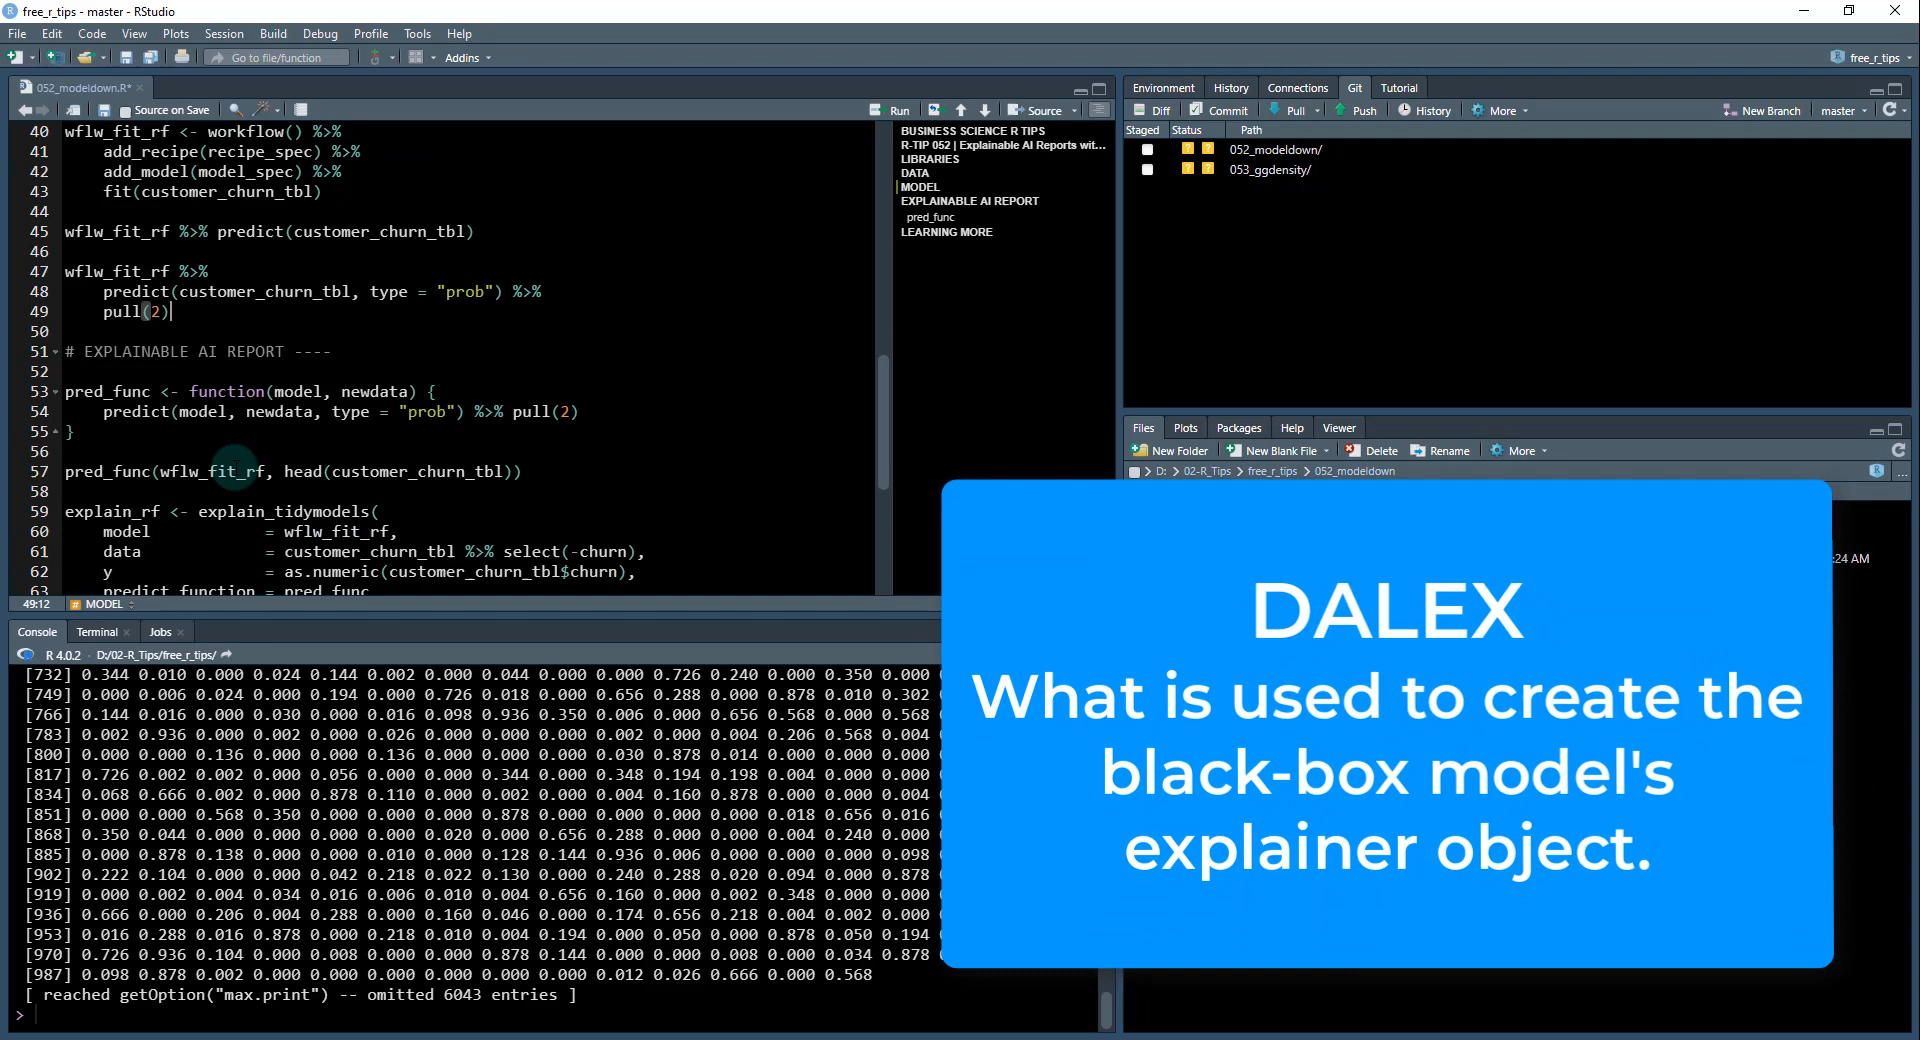 free_r_tips - master - RStudio
File Edit Code View Plots Session Build Debug Profile Tools Help
Go to file/function Addins free_r_tips
052_modeldown.R*
Source on Save Run Source
40 wflw_fit_rf <- workflow() %>%
41 add_recipe(recipe_spec) %>%
42 add_model(model_spec) %>%
43 fit(customer_churn_tbl)
44
45 wflw_fit_rf %>% predict(customer_churn_tbl)
46
47 wflw_fit_rf %>%
48 predict(customer_churn_tbl, type = "prob") %>%
49 pull(2)
50
51 # EXPLAINABLE AI REPORT ----
52
53 pred_func <- function(model, newdata) {
54 predict(model, newdata, type = "prob") %>% pull(2)
55 }
56
57 pred_func(wflw_fit_rf, head(customer_churn_tbl))
58
59 explain_rf <- explain_tidymodels(
60 model = wflw_fit_rf,
61 data = customer_churn_tbl %>% select(-churn),
62 y = as.numeric(customer_churn_tbl$churn),
63 predict_function = pred_func
49:12 MODEL
BUSINESS SCIENCE R TIPS
R-TIP 052 | Explainable AI Reports wit...
LIBRARIES
DATA
MODEL
EXPLAINABLE AI REPORT
pred_func
LEARNING MORE
Environment History Connections Git Tutorial
Diff Commit Pull Push History More New Branch master
Staged Status Path
052_modeldown/
053_ggdensity/
Files Plots Packages Help Viewer
New Folder New Blank File Delete Rename More
D: 02-R_Tips free_r_tips 052_modeldown ...
:24 AM
Console Terminal Jobs
R 4.0.2 · D:/02-R_Tips/free_r_tips/
[732] 0.344 0.010 0.000 0.024 0.144 0.002 0.000 0.044 0.000 0.000 0.726 0.240 0.000 0.350 0.000
[749] 0.000 0.006 0.024 0.000 0.194 0.000 0.726 0.018 0.000 0.656 0.288 0.000 0.878 0.010 0.302
[766] 0.144 0.016 0.000 0.030 0.000 0.016 0.098 0.936 0.350 0.006 0.000 0.656 0.568 0.000 0.568
[783] 0.002 0.936 0.000 0.002 0.000 0.026 0.000 0.000 0.000 0.002 0.000 0.004 0.206 0.568 0.004
[800] 0.000 0.000 0.136 0.000 0.000 0.136 0.000 0.000 0.000 0.030 0.878 0.014 0.000 0.000 0.000
[817] 0.726 0.002 0.002 0.000 0.056 0.000 0.000 0.344 0.000 0.348 0.194 0.198 0.004 0.000 0.000
[834] 0.068 0.666 0.002 0.000 0.878 0.110 0.000 0.002 0.000 0.004 0.160 0.878 0.000 0.000 0.004
[851] 0.000 0.000 0.568 0.350 0.000 0.000 0.000 0.878 0.000 0.000 0.000 0.000 0.018 0.656 0.016
[868] 0.350 0.044 0.000 0.000 0.000 0.000 0.020 0.000 0.656 0.288 0.000 0.000 0.004 0.240 0.000
[885] 0.000 0.878 0.138 0.000 0.000 0.010 0.000 0.128 0.144 0.936 0.006 0.000 0.000 0.000 0.098
[902] 0.222 0.104 0.000 0.000 0.042 0.218 0.022 0.130 0.000 0.240 0.288 0.020 0.094 0.000 0.878
[919] 0.000 0.002 0.004 0.034 0.016 0.006 0.010 0.004 0.656 0.160 0.000 0.002 0.348 0.000 0.000
[936] 0.666 0.000 0.206 0.004 0.288 0.000 0.160 0.046 0.000 0.174 0.656 0.218 0.004 0.002 0.000
[953] 0.016 0.288 0.016 0.878 0.000 0.218 0.010 0.004 0.194 0.000 0.050 0.000 0.878 0.050 0.194
[970] 0.726 0.936 0.104 0.000 0.008 0.000 0.000 0.878 0.144 0.000 0.000 0.008 0.000 0.034 0.878
[987] 0.098 0.878 0.002 0.000 0.000 0.000 0.000 0.000 0.000 0.012 0.026 0.666 0.000 0.568
[ reached getOption("max.print") -- omitted 6043 entries ]
>
DALEX
What is used to create the
black-box model's
explainer object.